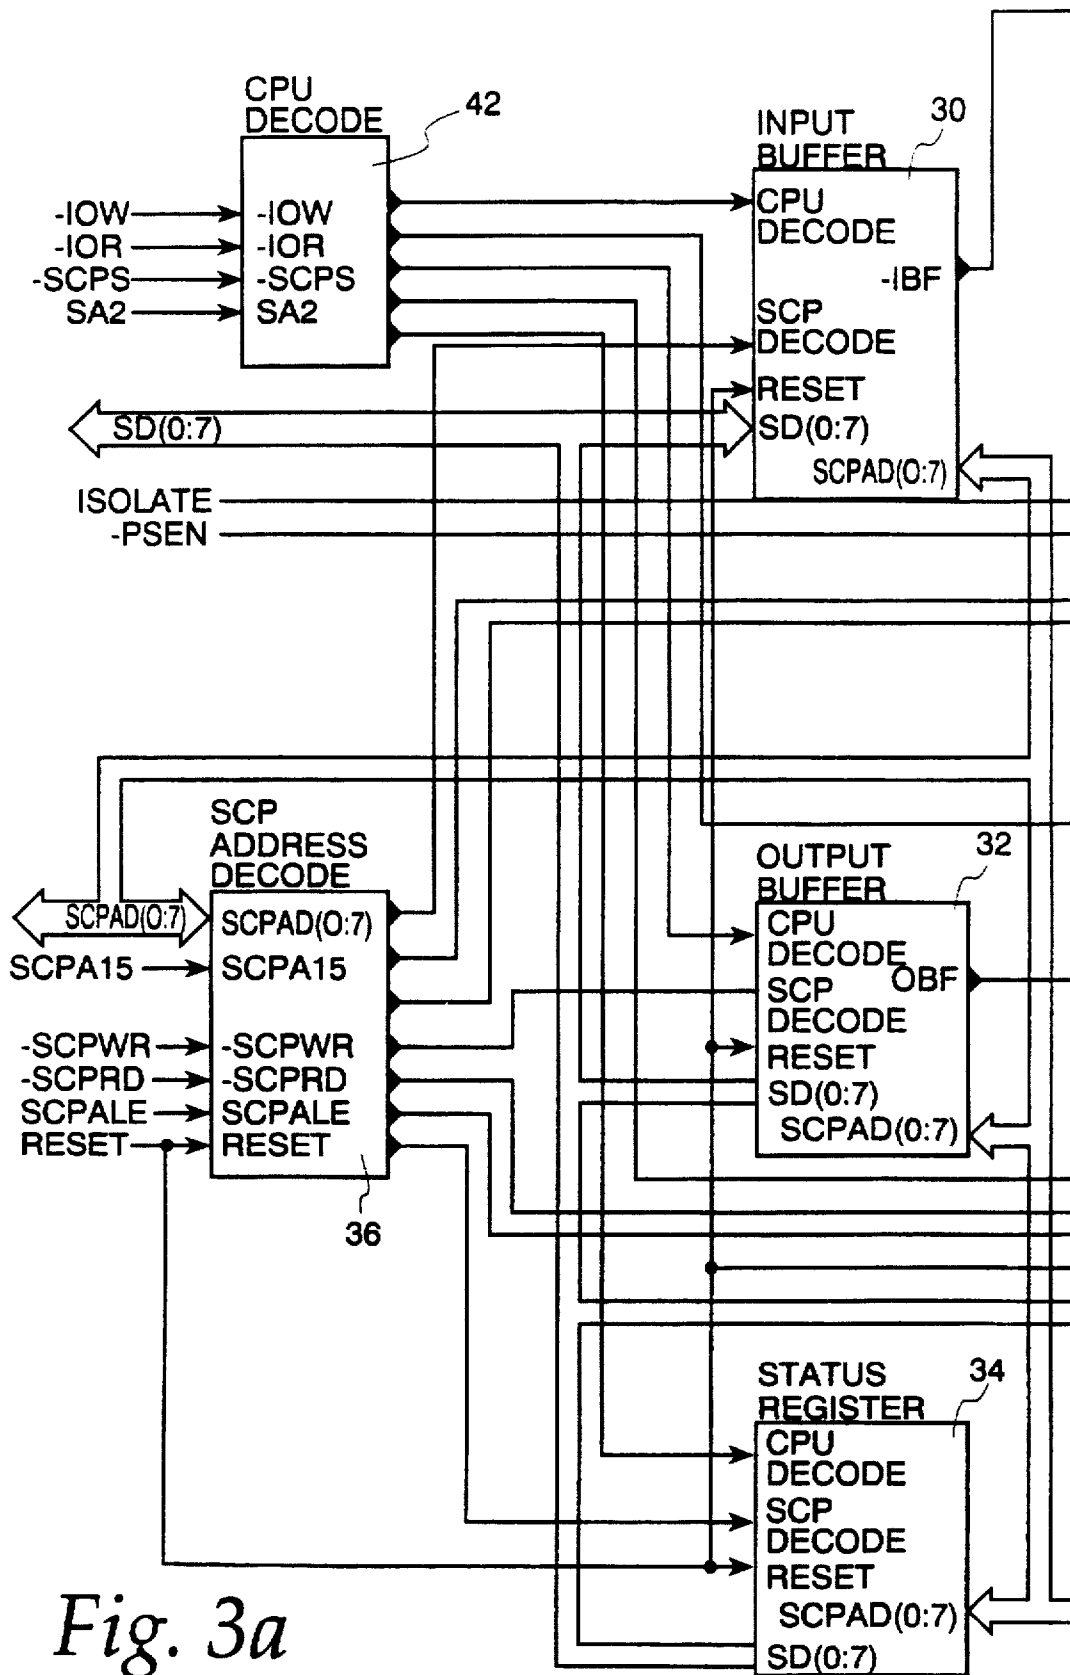 CPU
DECODE
42
-IOW
-IOR
-SCPS
SA2
-IOW
-IOR
-SCPS
SA2
INPUT
BUFFER
30
CPU
DECODE
-IBF
SCP
DECODE
RESET
SD(0:7)
SCPAD(0:7)
SD(0:7)
ISOLATE
-PSEN
SCP
ADDRESS
DECODE
SCPAD(0:7)
SCPA15
-SCPWR
-SCPRD
SCPALE
RESET
SCPAD(0:7)
SCPA15
-SCPWR
-SCPRD
SCPALE
RESET
36
OUTPUT
BUFFER
32
CPU
DECODE
OBF
SCP
DECODE
RESET
SD(0:7)
SCPAD(0:7)
STATUS
REGISTER
34
CPU
DECODE
SCP
DECODE
RESET
SCPAD(0:7)
SD(0:7)
Fig. 3a